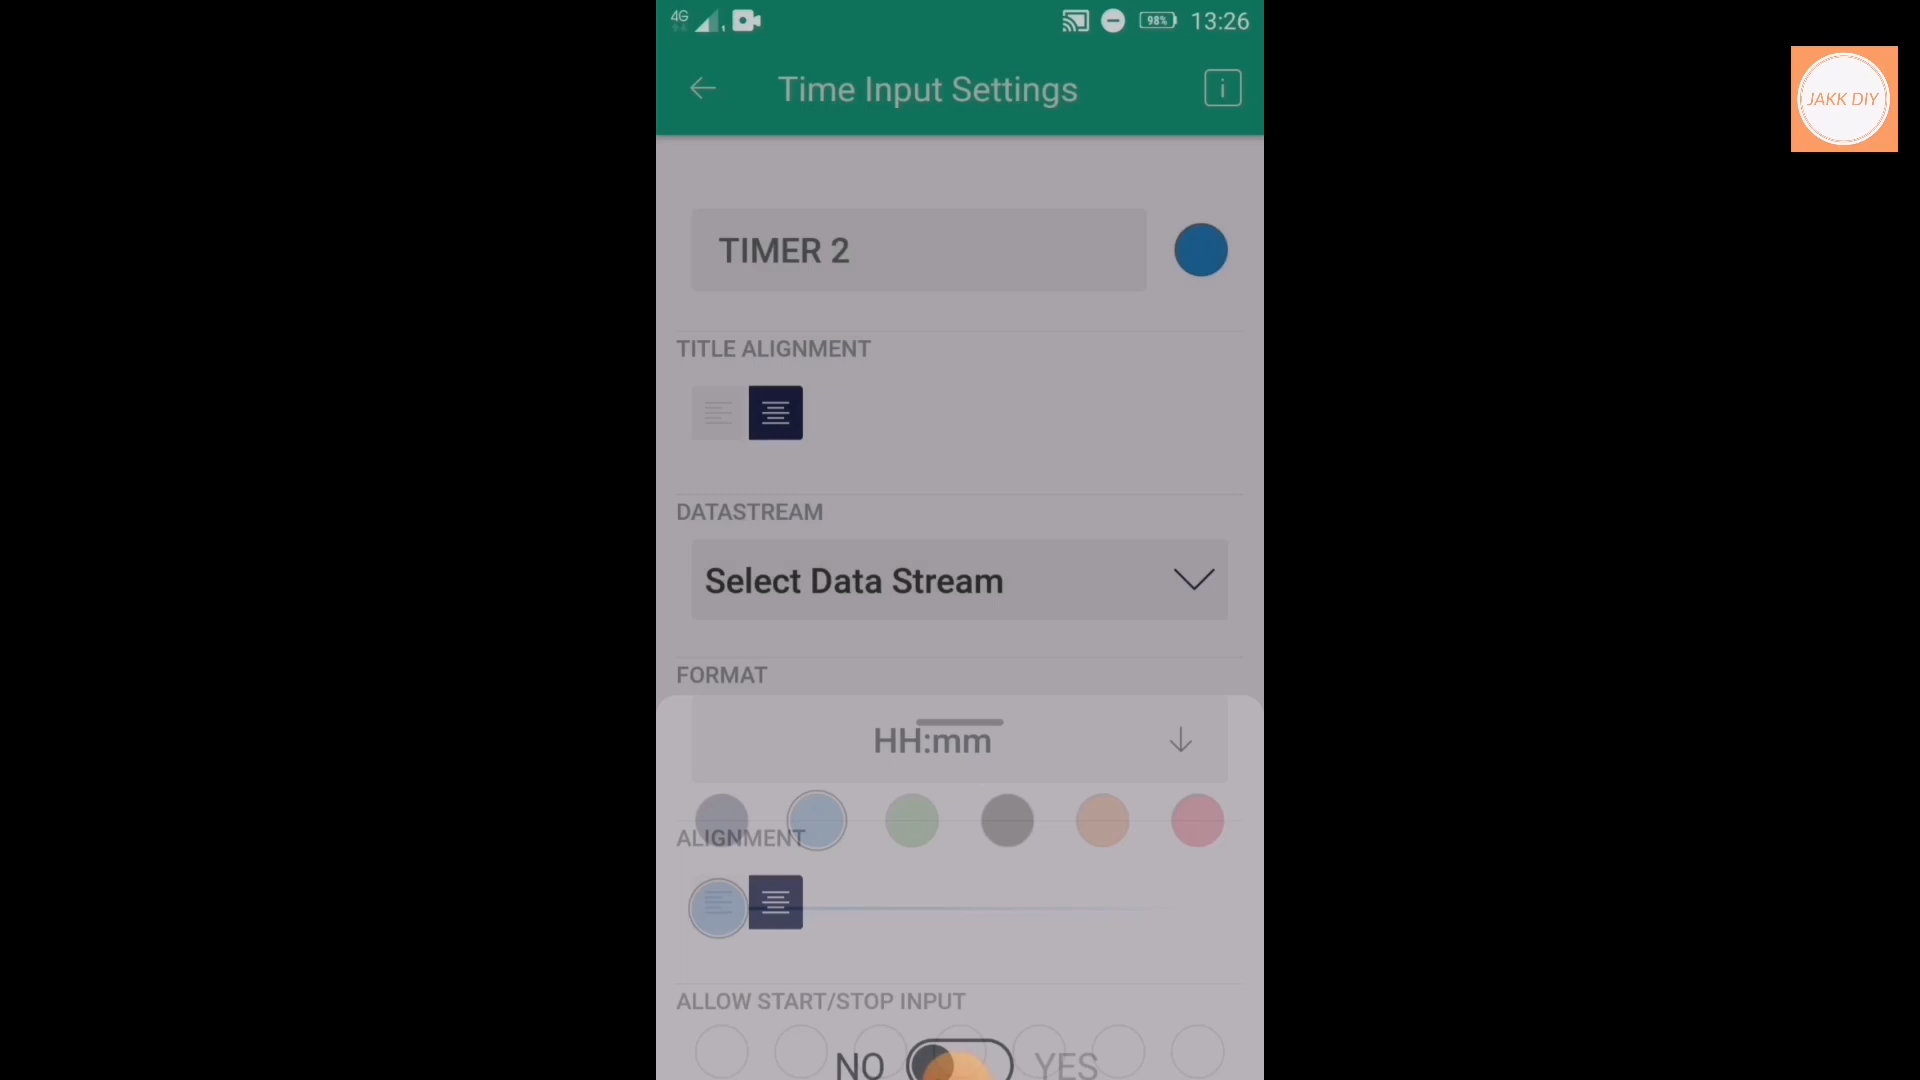 4G 98% 13:26
Time Input Settings i
JAKK DIY
TIMER 2
TITLE ALIGNMENT
DATASTREAM
Select Data Stream
FORMAT
HH:mm
ALIGNMENT
ALLOW START/STOP INPUT
NO YES